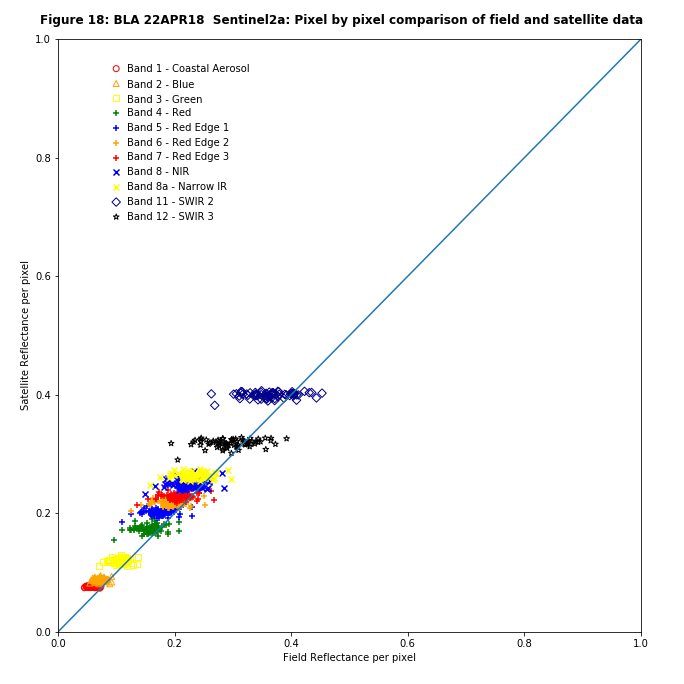 Figure 18: BLA 22APR18  Sentinel2a: Pixel by pixel comparison of field and satellite data
1.0
Band 1 - Coastal Aerosol
Band 2 - Blue
Band 3 - Green
Band 4 - Red
Band 5 - Red Edge 1
Band 6 - Red Edge 2
Band 7 - Red Edge 3
Band 8 - NIR
Band 8a - Narrow IR
Band 11 - SWIR 2
Band 12 - SWIR 3
0.8
0.6
Satellite Reflectance per pixel
0.4
0.2
0.0
0.0 0.2 0.4 0.6 0.8 1.0
Field Reflectance per pixel